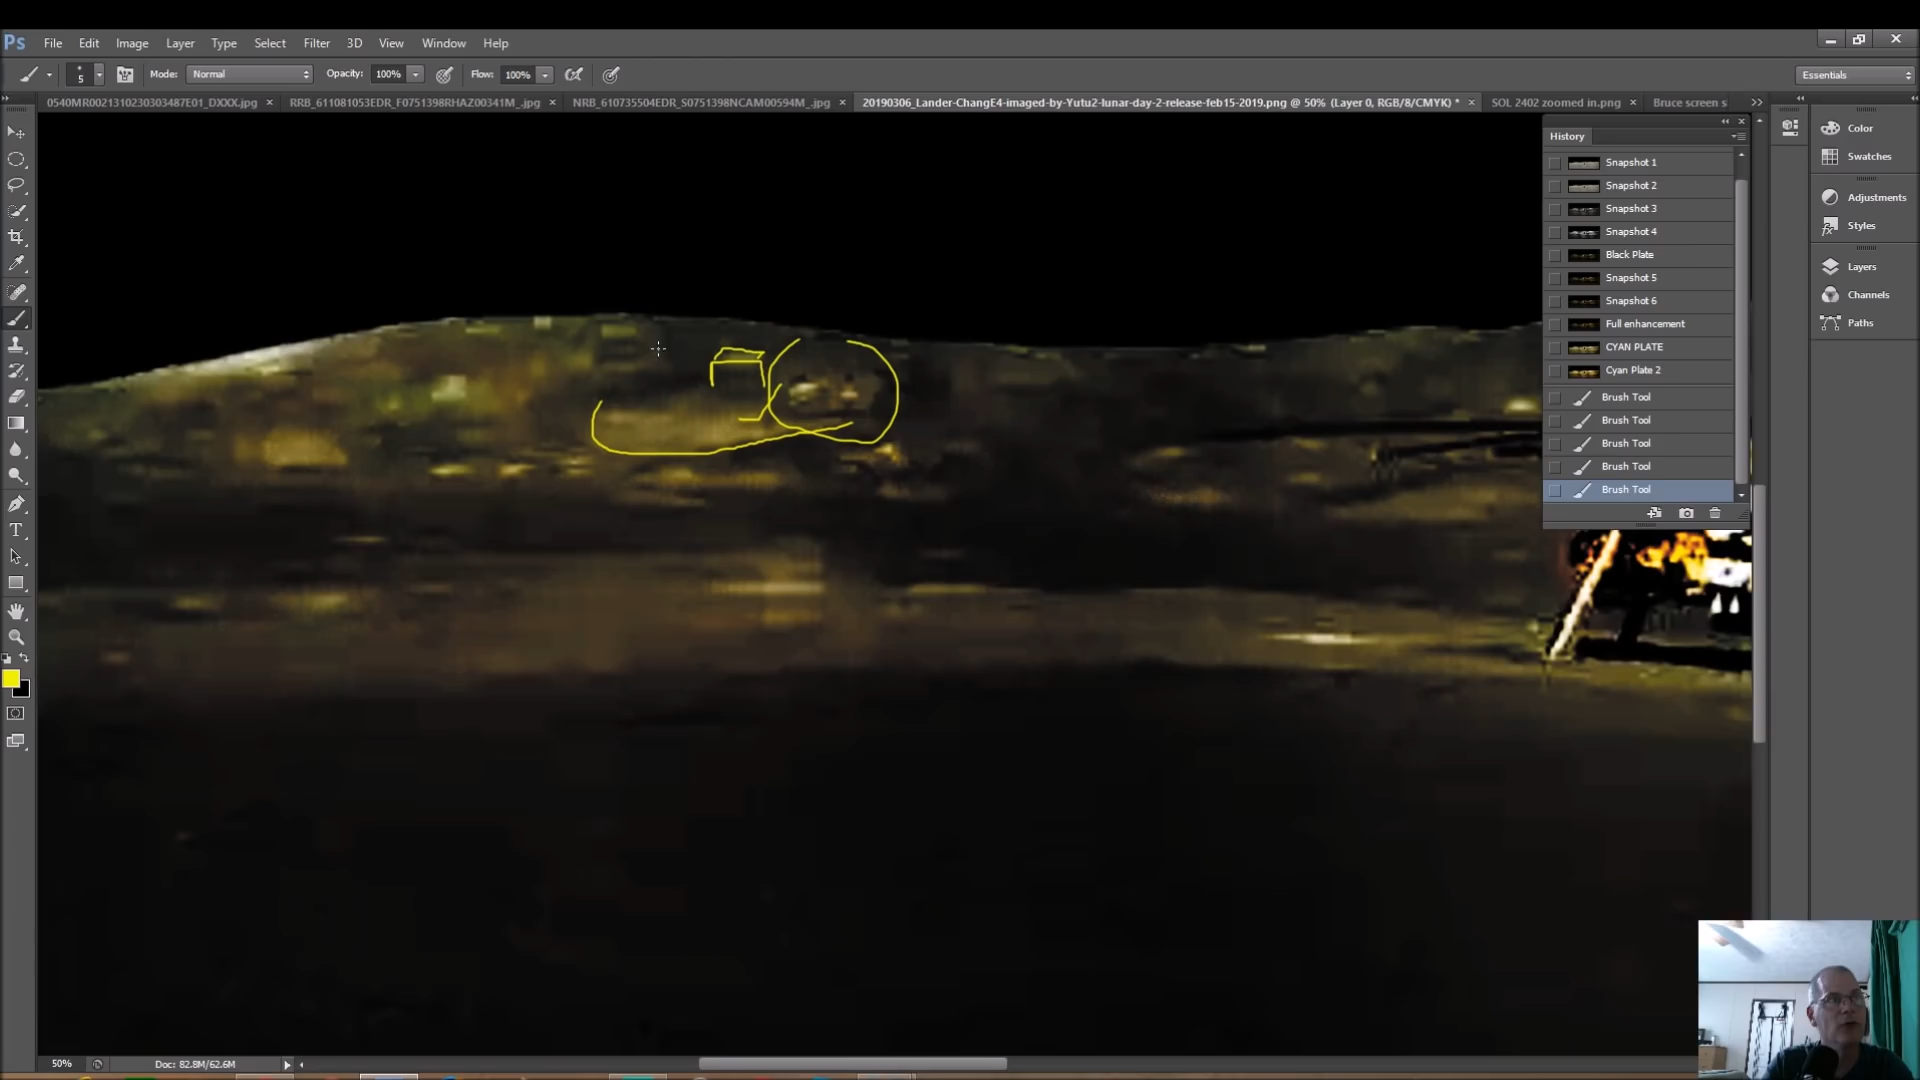 Ps File Edit Image Layer Type Select Filter 3D View Window Help
5 Mode: Normal Opacity: 100% Flow: 100% Essentials
0540MR0021310230303487E01_DXXX.jpg × RRB_611081053EDR_F0751398RHAZ00341M_.jpg × NRB_610735504EDR_S0751398NCAM00594M_.jpg × 20190306_Lander-ChangE4-imaged-by-Yutu2-lunar-day-2-release-feb15-2019.png @ 50% (Layer 0, RGB/8/CMYK) * × SOL 2402 zoomed in.png × Bruce screen s
History
Snapshot 1
Snapshot 2
Snapshot 3
Snapshot 4
Black Plate
Snapshot 5
Snapshot 6
Full enhancement
CYAN PLATE
Cyan Plate 2
Brush Tool
Brush Tool
Brush Tool
Brush Tool
Brush Tool
Color
Swatches
Adjustments
Styles
Layers
Channels
Paths
50% Doc: 82.8M/62.6M